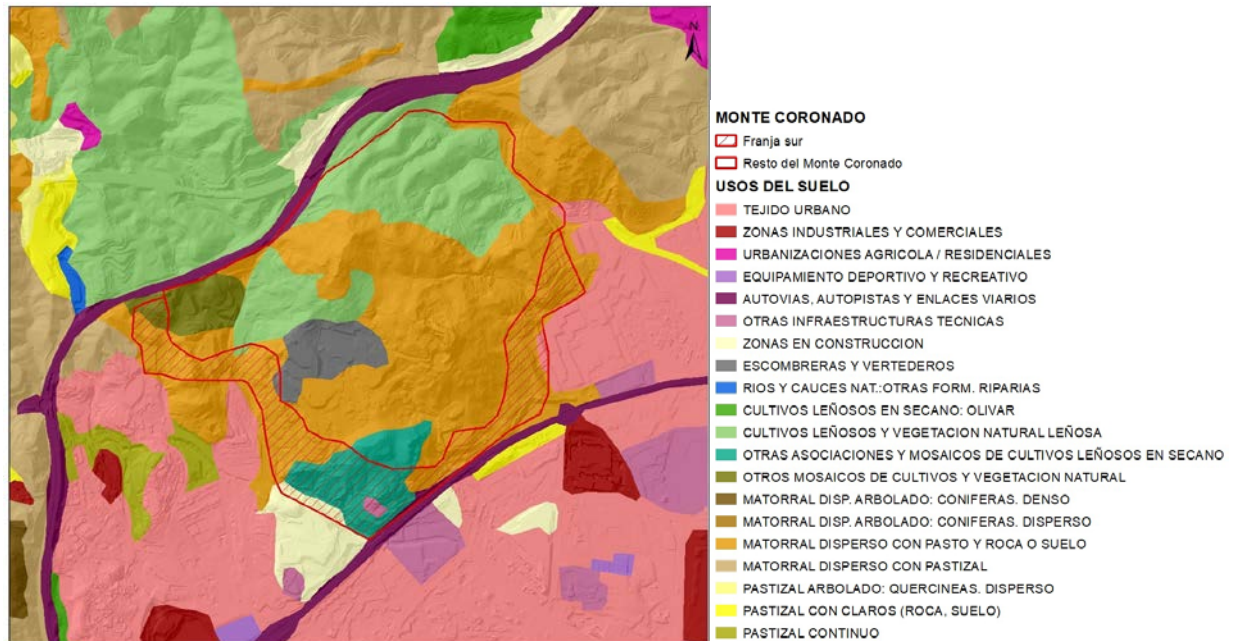 N
MONTE CORONADO
Franja sur
Resto del Monte Coronado
USOS DEL SUELO
TEJIDO URBANO
ZONAS INDUSTRIALES Y COMERCIALES
URBANIZACIONES AGRICOLA / RESIDENCIALES
EQUIPAMIENTO DEPORTIVO Y RECREATIVO
AUTOVIAS, AUTOPISTAS Y ENLACES VIARIOS
OTRAS INFRAESTRUCTURAS TECNICAS
ZONAS EN CONSTRUCCION
ESCOMBRERAS Y VERTEDEROS
RIOS Y CAUCES NAT.:OTRAS FORM. RIPARIAS
CULTIVOS LEÑOSOS EN SECANO: OLIVAR
CULTIVOS LEÑOSOS Y VEGETACION NATURAL LEÑOSA
OTRAS ASOCIACIONES Y MOSAICOS DE CULTIVOS LEÑOSOS EN SECANO
OTROS MOSAICOS DE CULTIVOS Y VEGETACION NATURAL
MATORRAL DISP. ARBOLADO: CONIFERAS. DENSO
MATORRAL DISP. ARBOLADO: CONIFERAS. DISPERSO
MATORRAL DISPERSO CON PASTO Y ROCA O SUELO
MATORRAL DISPERSO CON PASTIZAL
PASTIZAL ARBOLADO: QUERCINEAS. DISPERSO
PASTIZAL CON CLAROS (ROCA, SUELO)
PASTIZAL CONTINUO